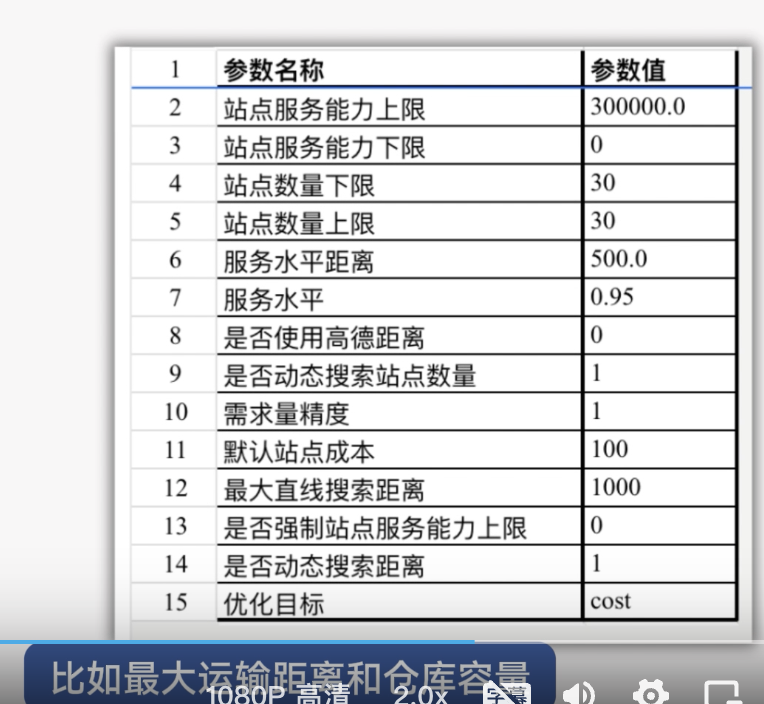 1 参数名称 参数值
2 站点服务能力上限 300000.0
3 站点服务能力下限 0
4 站点数量下限 30
5 站点数量上限 30
6 服务水平距离 500.0
7 服务水平 0.95
8 是否使用高德距离 0
9 是否动态搜索站点数量 1
10 需求量精度 1
11 默认站点成本 100
12 最大直线搜索距离 1000
13 是否强制站点服务能力上限 0
14 是否动态搜索距离 1
15 优化目标 cost
比如最大运输距离和仓库容量
1080P 高清 2.0x 字幕